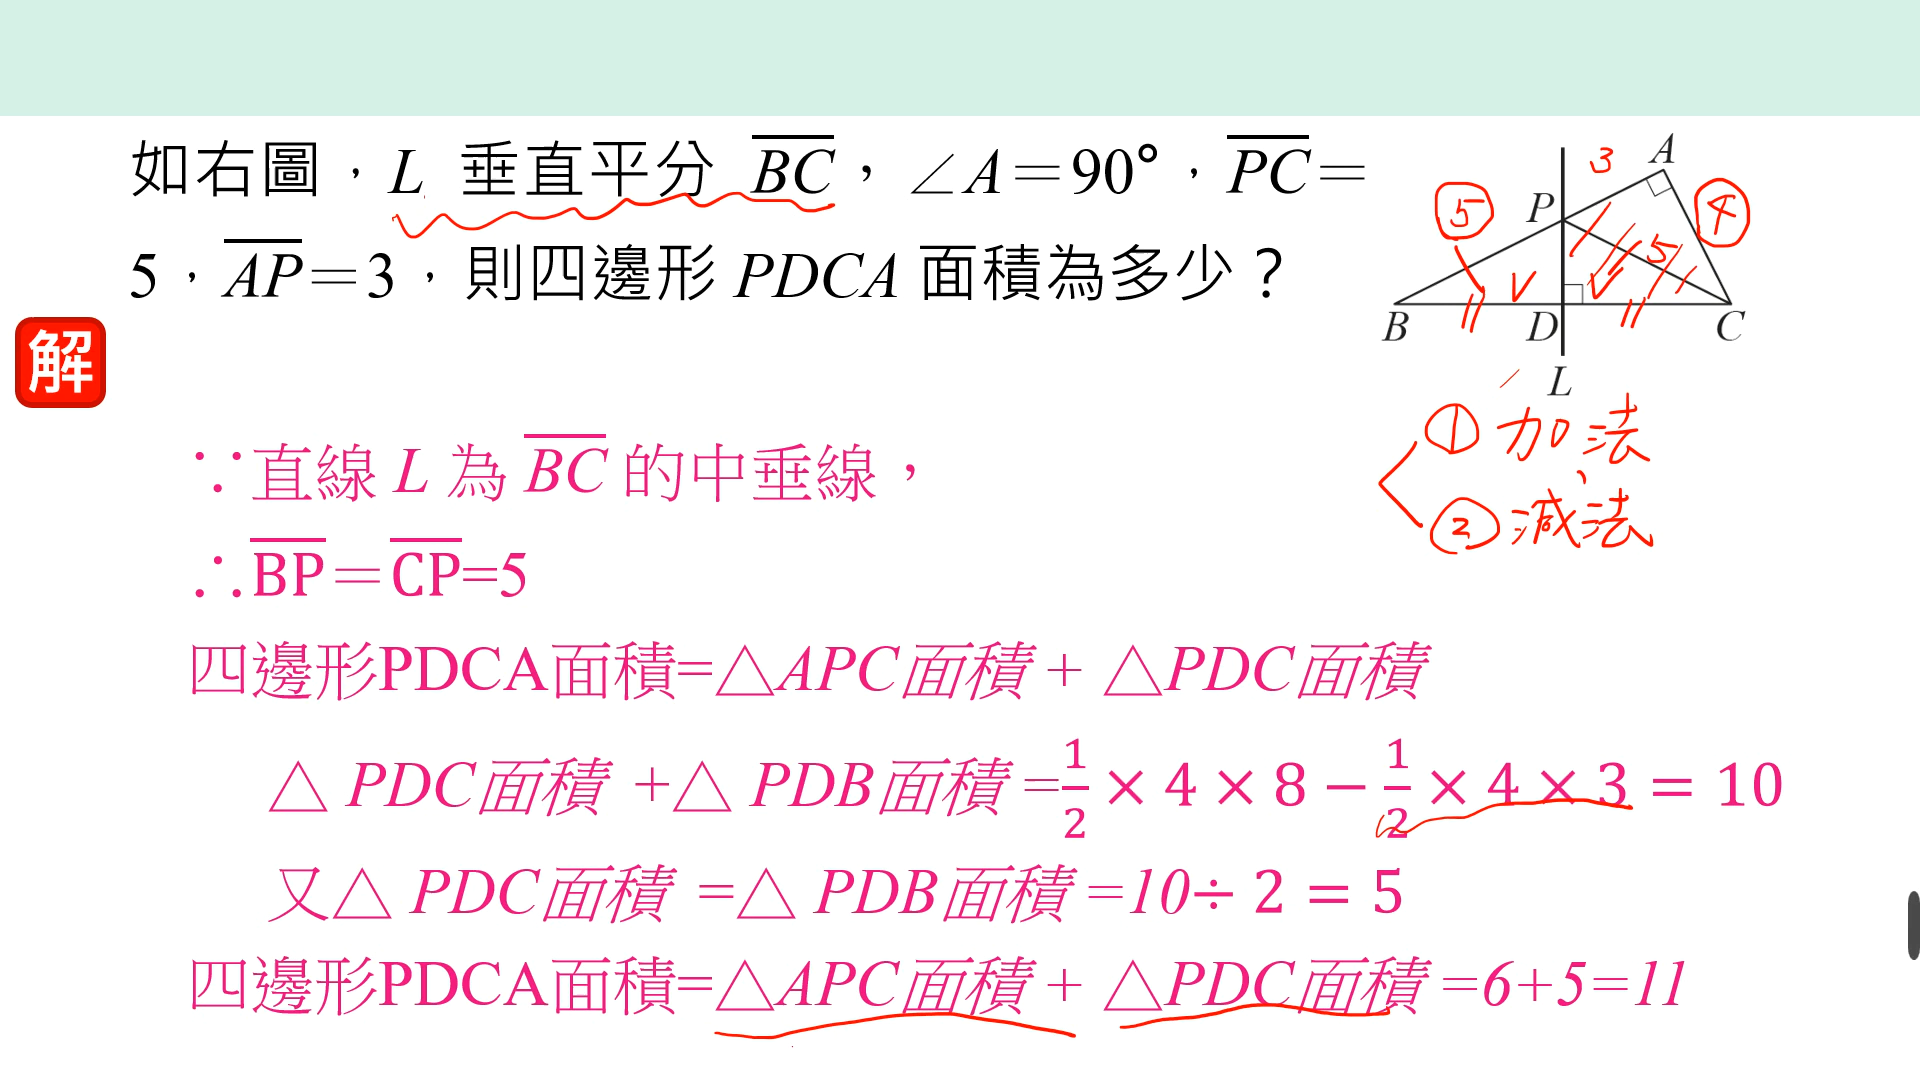 如右圖，L 垂直平分 BC，∠A＝90°，PC＝
5，AP＝3，則四邊形 PDCA 面積為多少？
3
A
P
5
4
5
B
D
C
L
解
① 加法
② 減法
∵直線 L 為 BC 的中垂線，
∴BP＝CP=5
四邊形PDCA面積=△APC面積 + △PDC面積
△ PDC面積 +△ PDB面積 =1/2 × 4 × 8 − 1/2 × 4 × 3 = 10
又△ PDC面積 =△ PDB面積 =10÷ 2 = 5
四邊形PDCA面積=△APC面積 + △PDC面積 =6+5=11